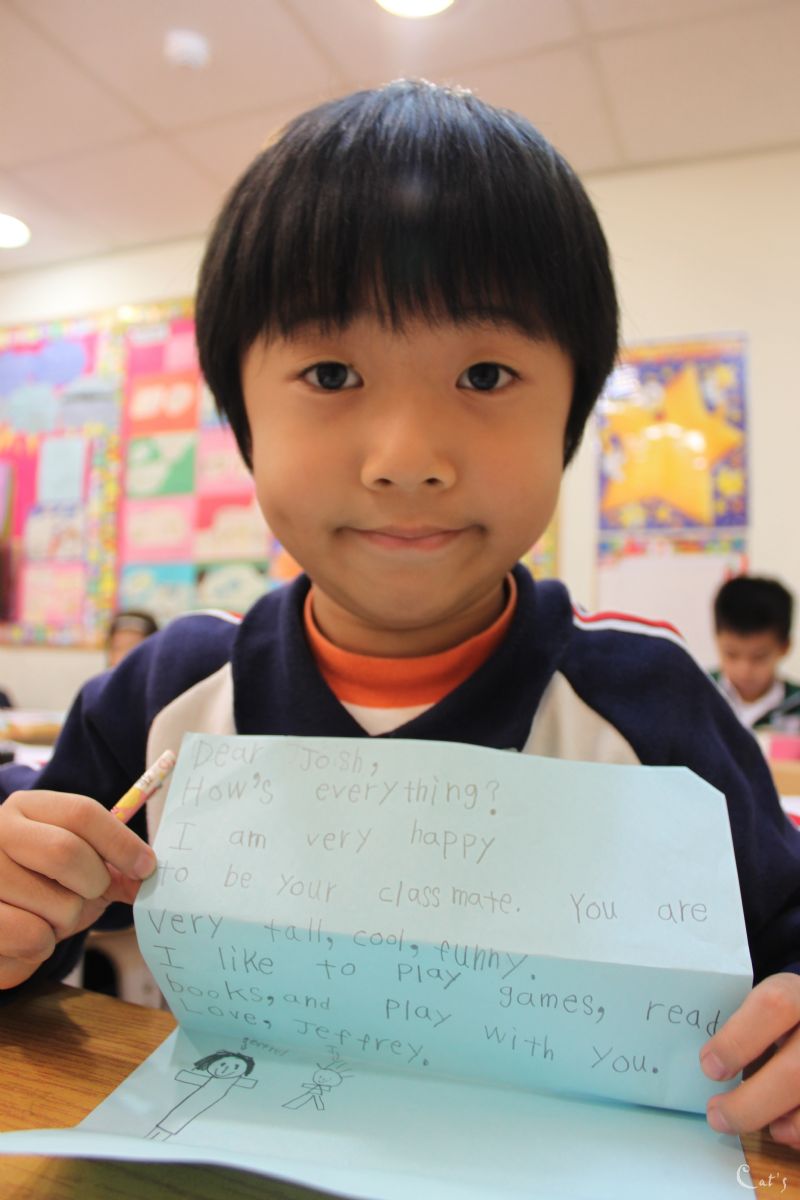 Dear Josh,
How's everything?
I am very happy
to be your classmate. You are
very tall, cool, funny.
I like to play games, read
books, and play with you.
Love, Jeffrey.
Cat's